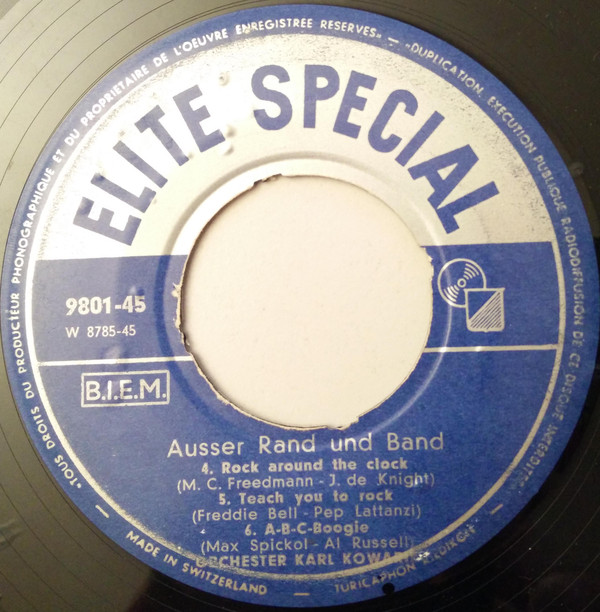 "TOUS DROITS DU PRODUCTEUR PHONOGRAPHIQUE ET DU PROPRIETAIRE DE L'OEUVRE ENREGISTREE RESERVES" — "DUPLICATION, EXECUTION PUBLIQUE RADIODIFFUSION DE CE DISQUE INTERDITE"
ELITE SPECIAL
9801-45
W 8785-45
B.I.E.M.
Ausser Rand und Band
4. Rock around the clock
(M. C. Freedmann - J. de Knight)
5. Teach you to rock
(Freddie Bell - Pep Lattanzi)
6. A-B-C-Boogie
(Max Spickol - Al Russell)
ORCHESTER KARL
MADE IN SWITZERLAND — TURICAPHON